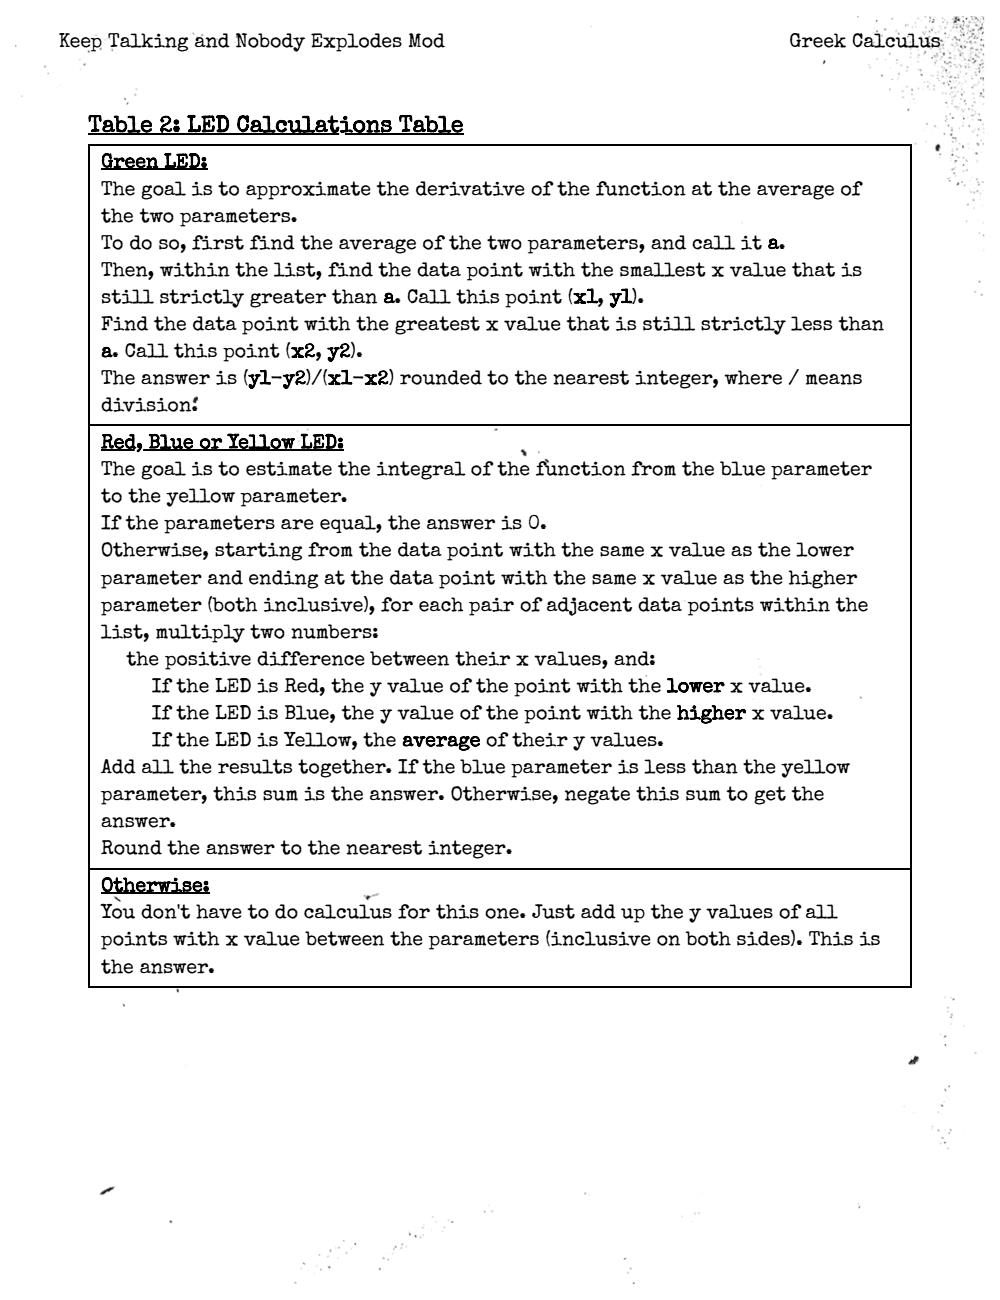 Keep Talking and Nobody Explodes Mod
Greek Calculus
Table 2: LED Calculations Table
Green LED:
The goal is to approximate the derivative of the function at the average of
the two parameters.
To do so, first find the average of the two parameters, and call it a.
Then, within the list, find the data point with the smallest x value that is
still strictly greater than a. Call this point (x1, y1).
Find the data point with the greatest x value that is still strictly less than
a. Call this point (x2, y2).
The answer is (y1-y2)/(x1-x2) rounded to the nearest integer, where / means
division.
Red, Blue or Yellow LED:
The goal is to estimate the integral of the function from the blue parameter
to the yellow parameter.
If the parameters are equal, the answer is 0.
Otherwise, starting from the data point with the same x value as the lower
parameter and ending at the data point with the same x value as the higher
parameter (both inclusive), for each pair of adjacent data points within the
list, multiply two numbers:
the positive difference between their x values, and:
If the LED is Red, the y value of the point with the lower x value.
If the LED is Blue, the y value of the point with the higher x value.
If the LED is Yellow, the average of their y values.
Add all the results together. If the blue parameter is less than the yellow
parameter, this sum is the answer. Otherwise, negate this sum to get the
answer.
Round the answer to the nearest integer.
Otherwise:
You don't have to do calculus for this one. Just add up the y values of all
points with x value between the parameters (inclusive on both sides). This is
the answer.